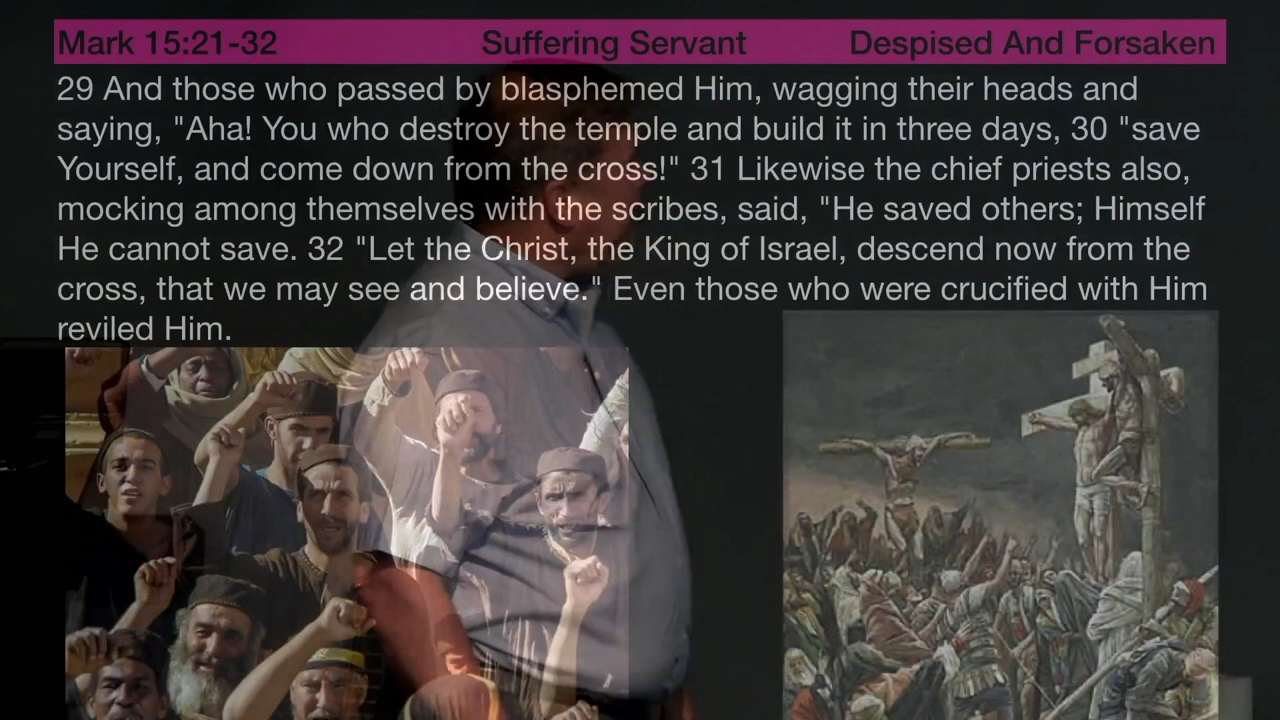 Mark 15:21-32 Suffering Servant Despised And Forsaken
29 And those who passed by blasphemed Him, wagging their heads and
saying, "Aha! You who destroy the temple and build it in three days, 30 "save
Yourself, and come down from the cross!" 31 Likewise the chief priests also,
mocking among themselves with the scribes, said, "He saved others; Himself
He cannot save. 32 "Let the Christ, the King of Israel, descend now from the
cross, that we may see and believe." Even those who were crucified with Him
reviled Him.